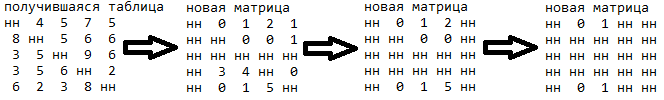 получившаяся таблица новая матрица новая матрица новая матрица
нн 4 5 7 5 нн 0 1 2 1 нн 0 1 2 нн нн 0 1 нн нн
8 нн 5 6 6 нн нн 0 0 1 нн нн 0 0 нн нн нн нн нн нн
3 5 нн 9 6 нн нн нн нн нн нн нн нн нн нн нн нн нн нн нн
3 5 6 нн 2 нн 3 4 нн 0 нн нн нн нн нн нн нн нн нн нн
6 2 3 8 нн нн 0 1 5 нн нн 0 1 5 нн нн 0 1 нн нн